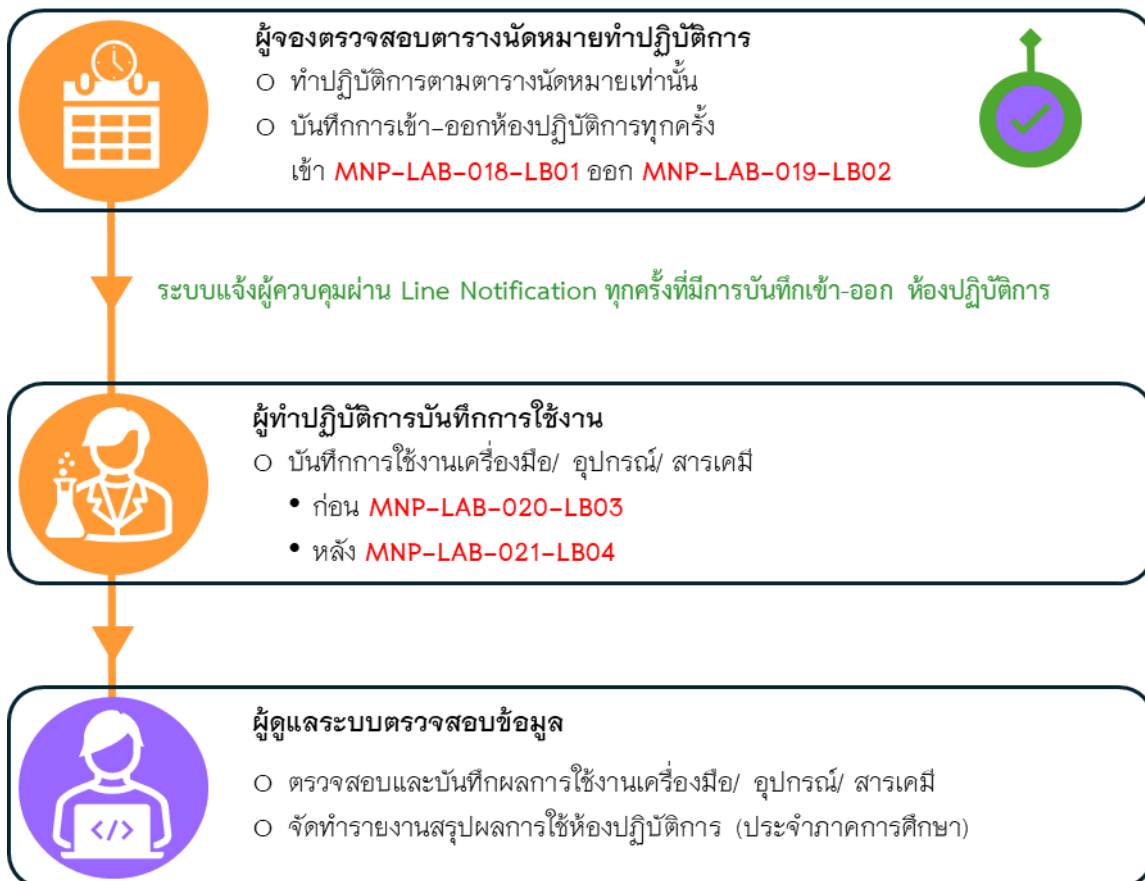 ผู้จองตรวจสอบตารางนัดหมายทำปฏิบัติการ
O ทำปฏิบัติการตามตารางนัดหมายเท่านั้น
O บันทึกการเข้า-ออกห้องปฏิบัติการทุกครั้ง
เข้า MNP-LAB-018-LB01 ออก MNP-LAB-019-LB02
ระบบแจ้งผู้ควบคุมผ่าน Line Notification ทุกครั้งที่มีการบันทึกเข้า-ออก ห้องปฏิบัติการ
ผู้ทำปฏิบัติการบันทึกการใช้งาน
O บันทึกการใช้งานเครื่องมือ/ อุปกรณ์/ สารเคมี
• ก่อน MNP-LAB-020-LB03
• หลัง MNP-LAB-021-LB04
ผู้ดูแลระบบตรวจสอบข้อมูล
O ตรวจสอบและบันทึกผลการใช้งานเครื่องมือ/ อุปกรณ์/ สารเคมี
O จัดทำรายงานสรุปผลการใช้ห้องปฏิบัติการ (ประจำภาคการศึกษา)
</>